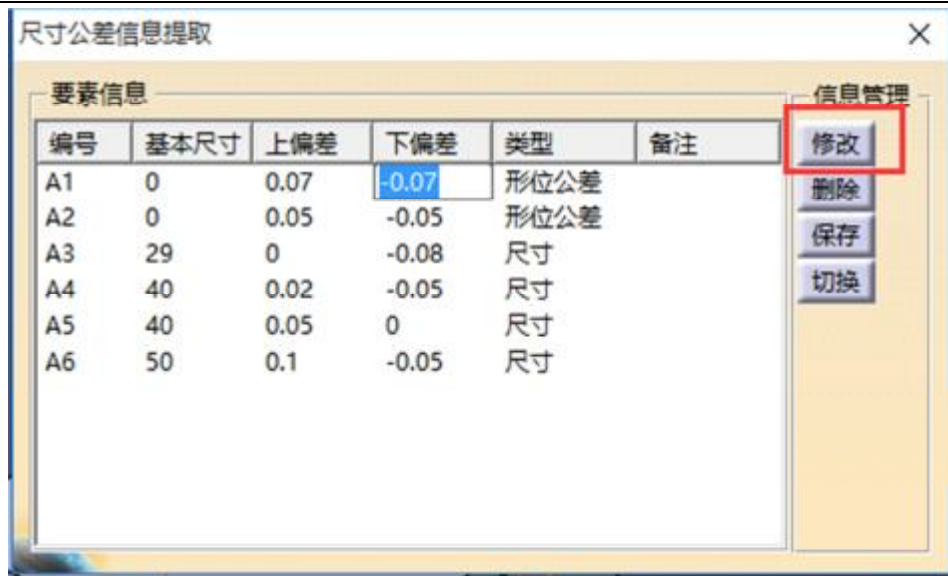 尺寸公差信息提取
要素信息
信息管理
编号 基本尺寸 上偏差 下偏差 类型 备注
修改
A1 0 0.07 -0.07 形位公差
删除
A2 0 0.05 -0.05 形位公差
保存
A3 29 0 -0.08 尺寸
切换
A4 40 0.02 -0.05 尺寸
A5 40 0.05 0 尺寸
A6 50 0.1 -0.05 尺寸